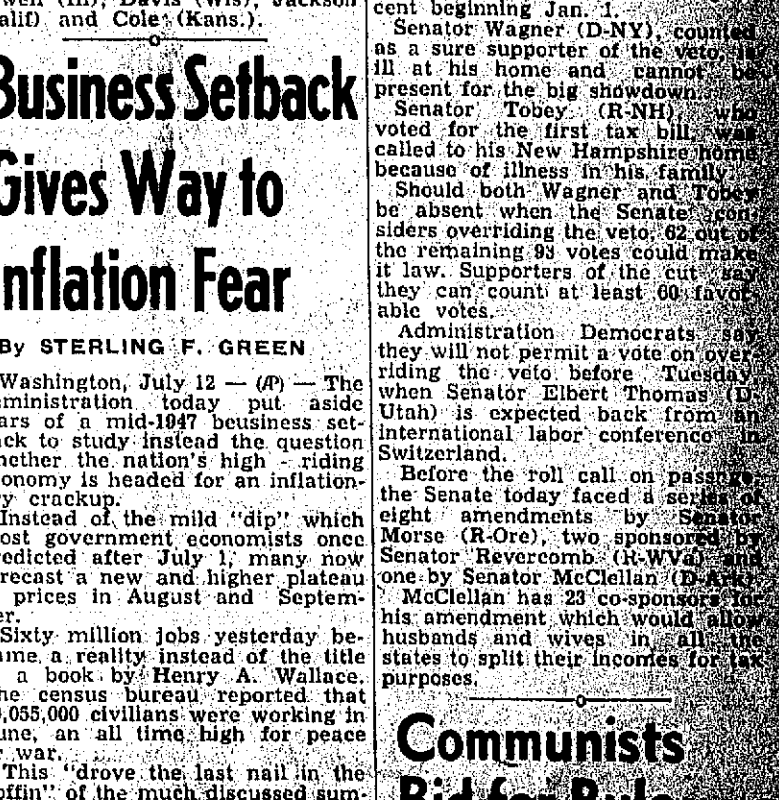 (Ill), Davis (Wis), Jackson
alif) and Cole (Kans.).
Business Setback
Gives Way to
nflation Fear
By STERLING F. GREEN
Washington, July 12 — (AP) — The
ministration today put aside
ars of a mid-1947 beusiness set-
ck to study instead the question
hether the nation's high - riding
onomy is headed for an inflation-
y crackup.
Instead of the mild "dip" which
ost government economists once
redicted after July 1, many now
recast a new and higher plateau
prices in August and Septem-
er.
Sixty million jobs yesterday be-
ame a reality instead of the title
a book by Henry A. Wallace.
he census bureau reported that
,055,000 civilians were working in
une, an all time high for peace
r war.
This "drove the last nail in the
offin" of the much discussed sum-
cent beginning Jan. 1.
Senator Wagner (D-NY), counted
as a sure supporter of the veto, is
ill at his home and cannot be
present for the big showdown.
Senator Tobey (R-NH) who
voted for the first tax bill was
called to his New Hampshire home
because of illness in his family.
Should both Wagner and Tobey
be absent when the Senate con-
siders overriding the veto, 62 out of
the remaining 93 votes could make
it law. Supporters of the cut say
they can count at least 60 favor-
able votes.
Administration Democrats say
they will not permit a vote on over-
riding the veto before Tuesday
when Senator Elbert Thomas (D-
Utah) is expected back from an
international labor conference in
Switzerland.
Before the roll call on passage,
the Senate today faced a series of
eight amendments by Senator
Morse (R-Ore), two sponsored by
Senator Revercomb (R-WVa) and
one by Senator McClellan (D-Ark).
McClellan has 23 co-sponsors for
his amendment which would allow
husbands and wives in all the
states to split their incomes for tax
purposes.
Communists
Bid for Rule